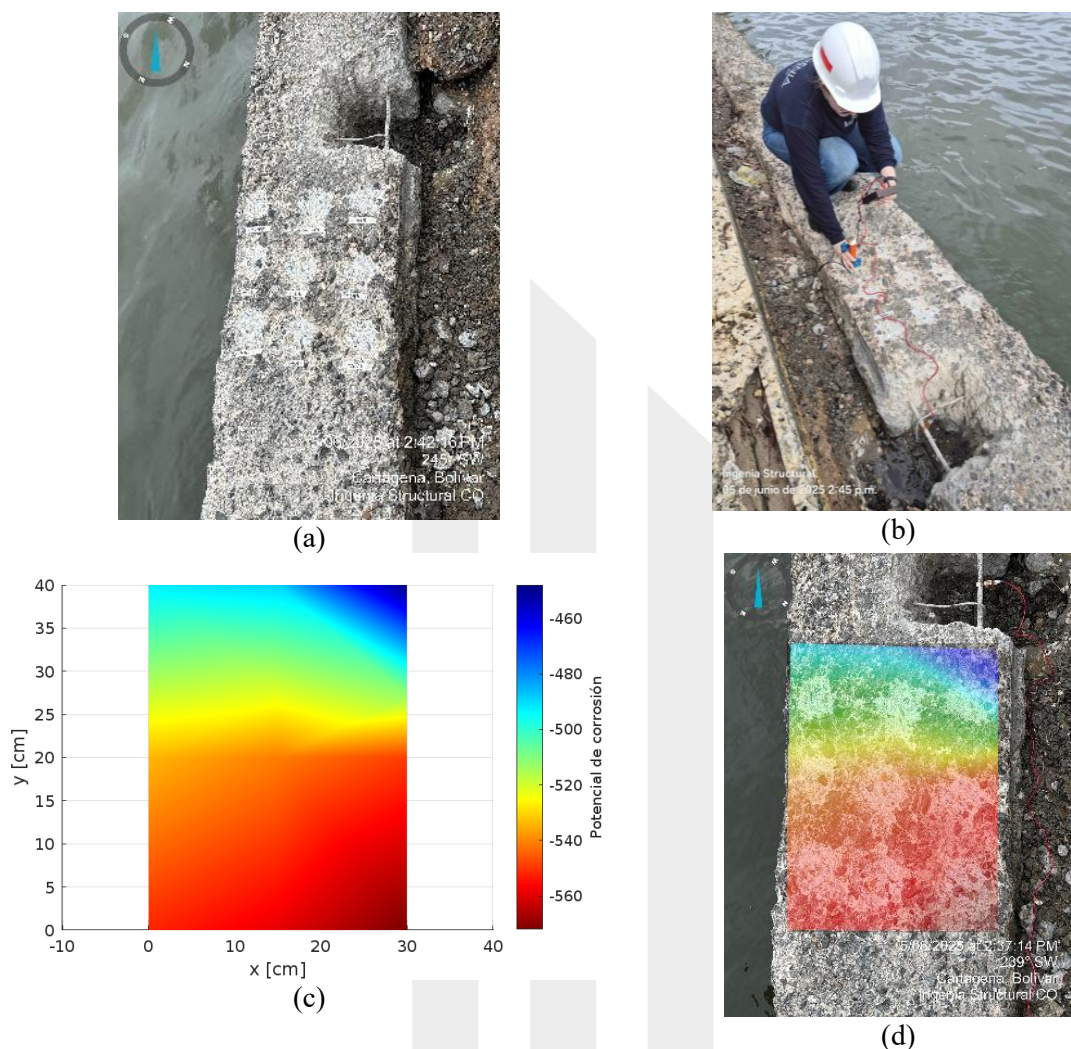 5/06/2025 at 2:42:16 PM
245° SW
Cartagena, Bolívar
Ingenia Structural CO
(a)
Ingenia Structural
05 de junio de 2025 2:45 p.m.
(b)
40
35
30
25
20
15
10
5
0
y [cm]
-10 0 10 20 30 40
x [cm]
-460
-480
-500
-520
-540
-560
Potencial de corrosión
(c)
5/06/2025 at 2:37:14 PM
239° SW
Cartagena, Bolívar
Ingenia Structural CO
(d)